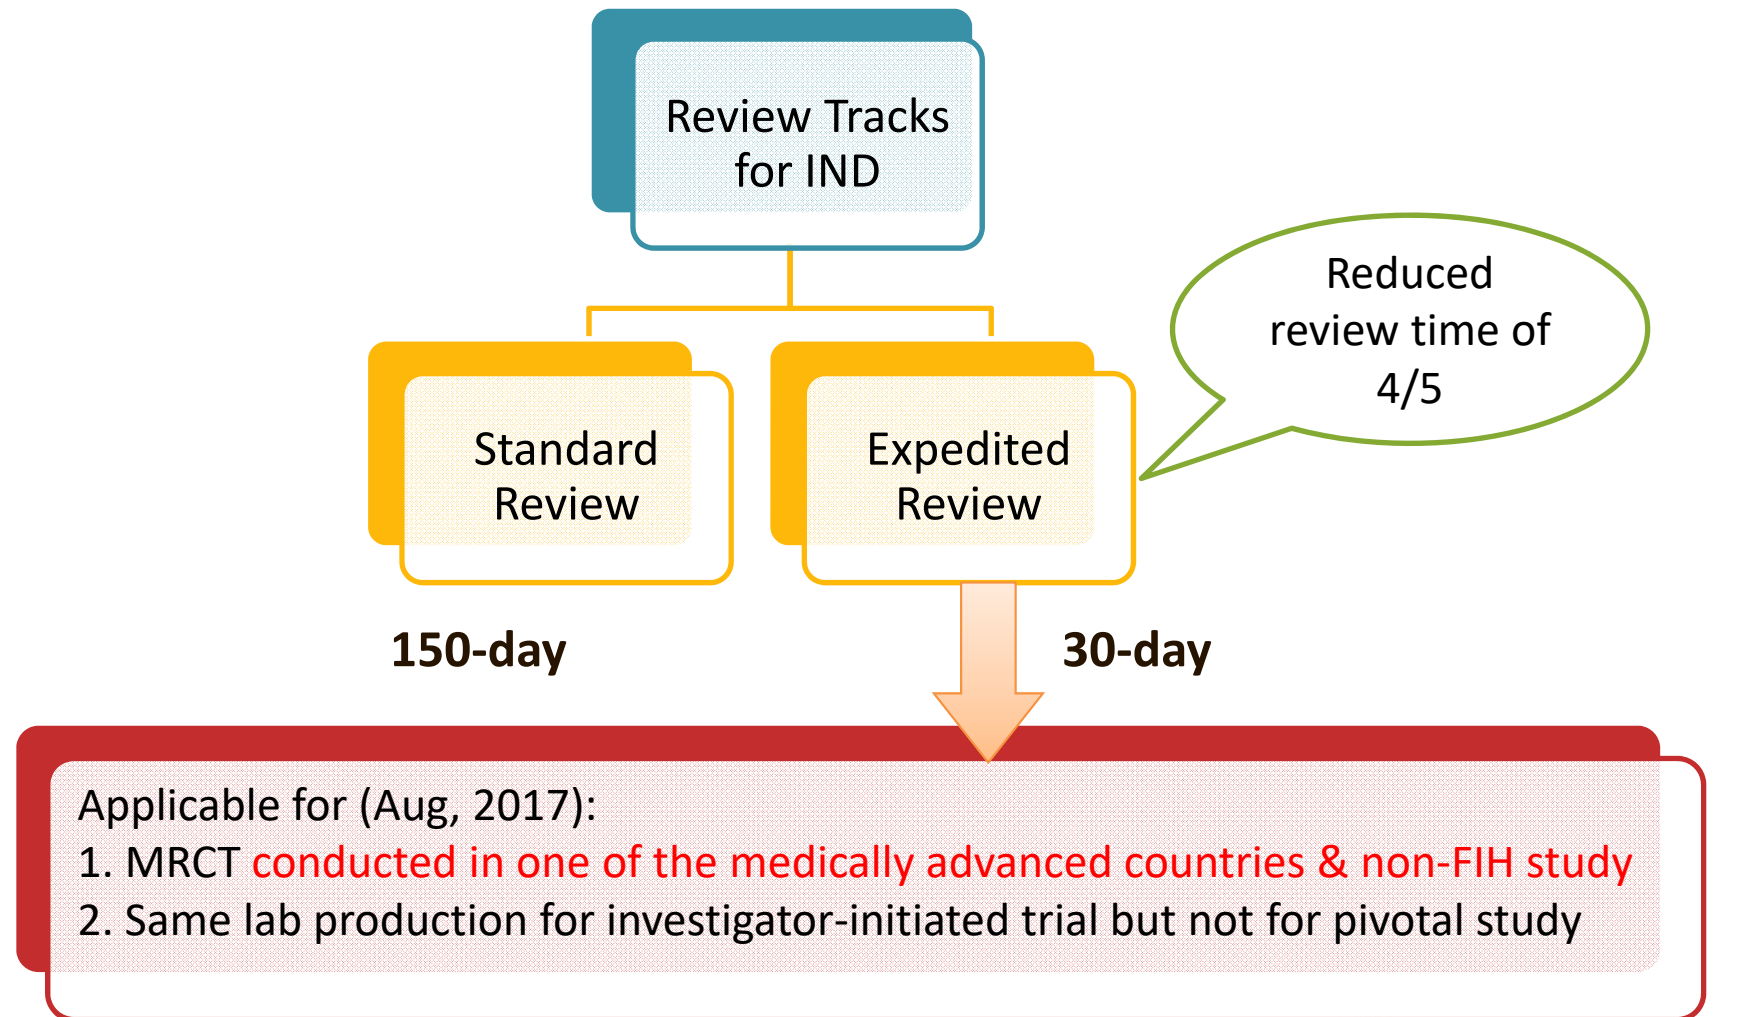 Review Tracks
for IND
Reduced
review time of
4/5
Standard
Review
Expedited
Review
150-day
30-day
Applicable for (Aug, 2017):
1. MRCT conducted in one of the medically advanced countries & non-FIH study
2. Same lab production for investigator-initiated trial but not for pivotal study